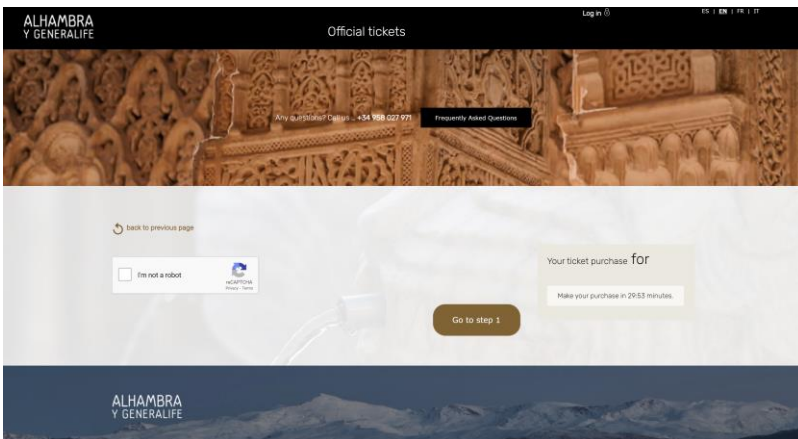 ALHAMBRA
Y GENERALIFE
Official tickets
Log in
ES | EN | FR | IT
Any questions? Call us... +34 958 027 971
Frequently Asked Questions
back to previous page
I'm not a robot
reCAPTCHA
Privacy - Terms
Your ticket purchase for
Make your purchase in 29:53 minutes.
Go to step 1
ALHAMBRA
Y GENERALIFE